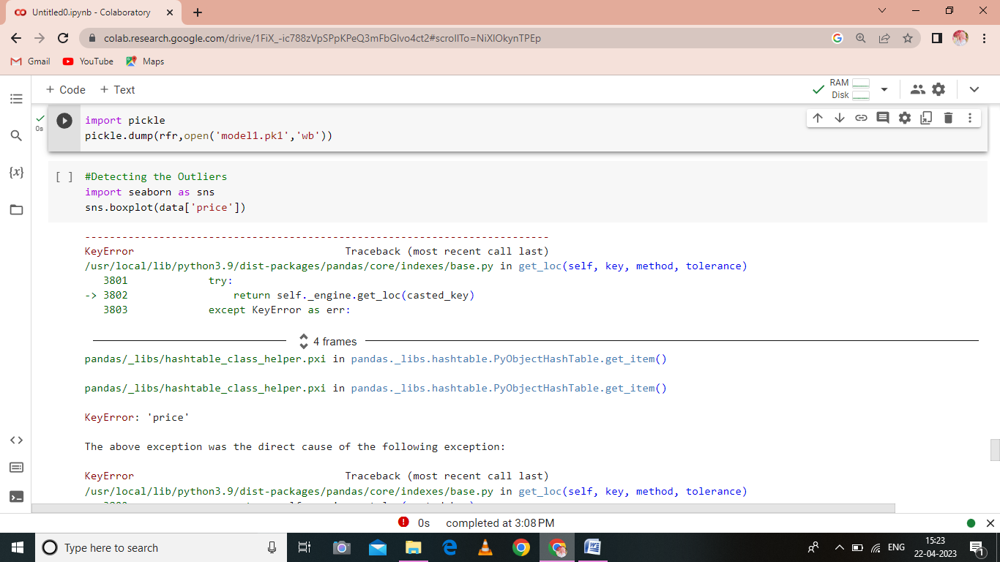 Untitled0.ipynb - Colaboratory
colab.research.google.com/drive/1FiX_-ic788zVpSPpKPeQ3mFbGlvo4ct2#scrollTo=NiXlOkynTPEp
Gmail YouTube Maps
+ Code + Text
RAM
Disk
0s
import pickle
pickle.dump(rfr,open('model1.pk1','wb'))
[ ] #Detecting the Outliers
import seaborn as sns
sns.boxplot(data['price'])
---------------------------------------------------------------------------
KeyError Traceback (most recent call last)
/usr/local/lib/python3.9/dist-packages/pandas/core/indexes/base.py in get_loc(self, key, method, tolerance)
3801 try:
-> 3802 return self._engine.get_loc(casted_key)
3803 except KeyError as err:
4 frames
pandas/_libs/hashtable_class_helper.pxi in pandas._libs.hashtable.PyObjectHashTable.get_item()
pandas/_libs/hashtable_class_helper.pxi in pandas._libs.hashtable.PyObjectHashTable.get_item()
KeyError: 'price'
The above exception was the direct cause of the following exception:
KeyError Traceback (most recent call last)
/usr/local/lib/python3.9/dist-packages/pandas/core/indexes/base.py in get_loc(self, key, method, tolerance)
0s completed at 3:08 PM
Type here to search
ENG
15:23
22-04-2023
1